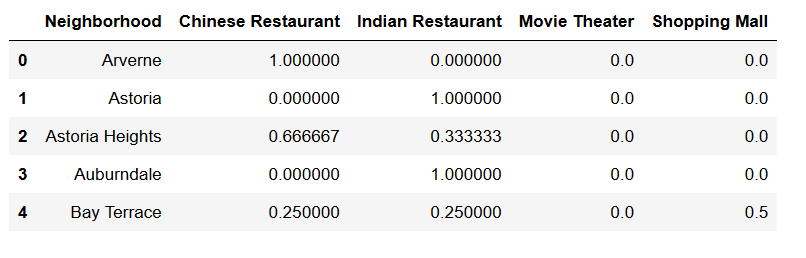 Neighborhood Chinese Restaurant Indian Restaurant Movie Theater Shopping Mall
0 Arverne 1.000000 0.000000 0.0 0.0
1 Astoria 0.000000 1.000000 0.0 0.0
2 Astoria Heights 0.666667 0.333333 0.0 0.0
3 Auburndale 0.000000 1.000000 0.0 0.0
4 Bay Terrace 0.250000 0.250000 0.0 0.5